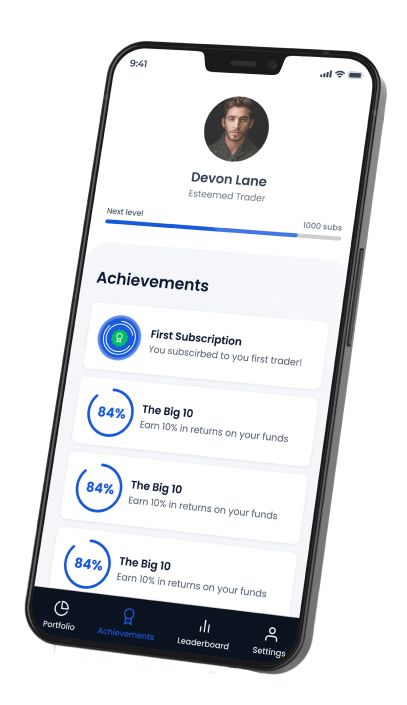 9:41
Devon Lane
Esteemed Trader
Next level
1000 subs
Achievements
First Subscription
You subscirbed to you first trader!
84%
The Big 10
Earn 10% in returns on your funds
84%
The Big 10
Earn 10% in returns on your funds
84%
The Big 10
Earn 10% in returns on your funds
Portfolio
Achievements
Leaderboard
Settings